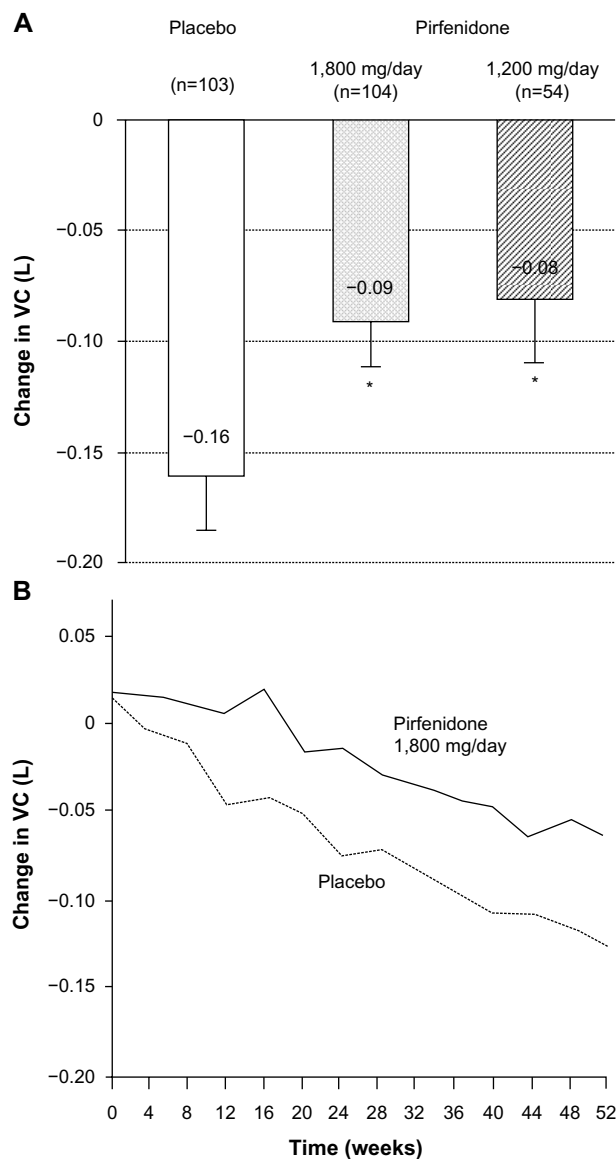 A
Placebo
Pirfenidone
(n=103)
1,800 mg/day
(n=104)
1,200 mg/day
(n=54)
0
−0.05
−0.10
−0.15
−0.20
Change in VC (L)
−0.16
−0.09
−0.08
*
*
B
0.05
0
−0.05
−0.10
−0.15
−0.20
Change in VC (L)
Pirfenidone
1,800 mg/day
Placebo
0 4 8 12 16 20 24 28 32 36 40 44 48 52
Time (weeks)